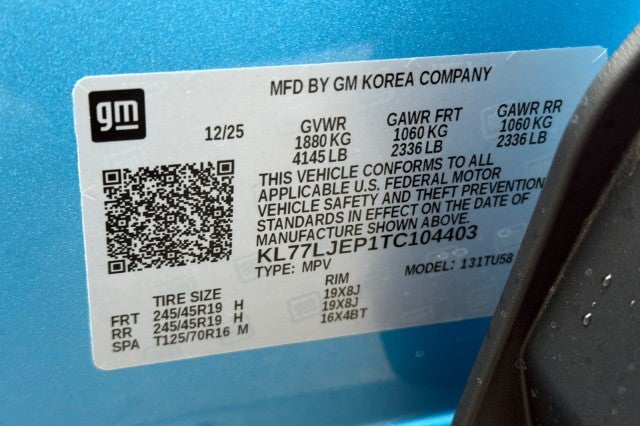 MFD BY GM KOREA COMPANY
gm
12/25 GVWR GAWR FRT GAWR RR
1880 KG 1060 KG 1060 KG
4145 LB 2336 LB 2336 LB
THIS VEHICLE CONFORMS TO ALL
APPLICABLE U.S. FEDERAL MOTOR
VEHICLE SAFETY AND THEFT PREVENTION
STANDARDS IN EFFECT ON THE DATE OF
MANUFACTURE SHOWN ABOVE.
KL77LJEP1TC104403
TYPE: MPV MODEL: 131TU58
TIRE SIZE RIM
FRT 245/45R19 H 19X8J
RR 245/45R19 H 19X8J
SPA T125/70R16 M 16X4BT